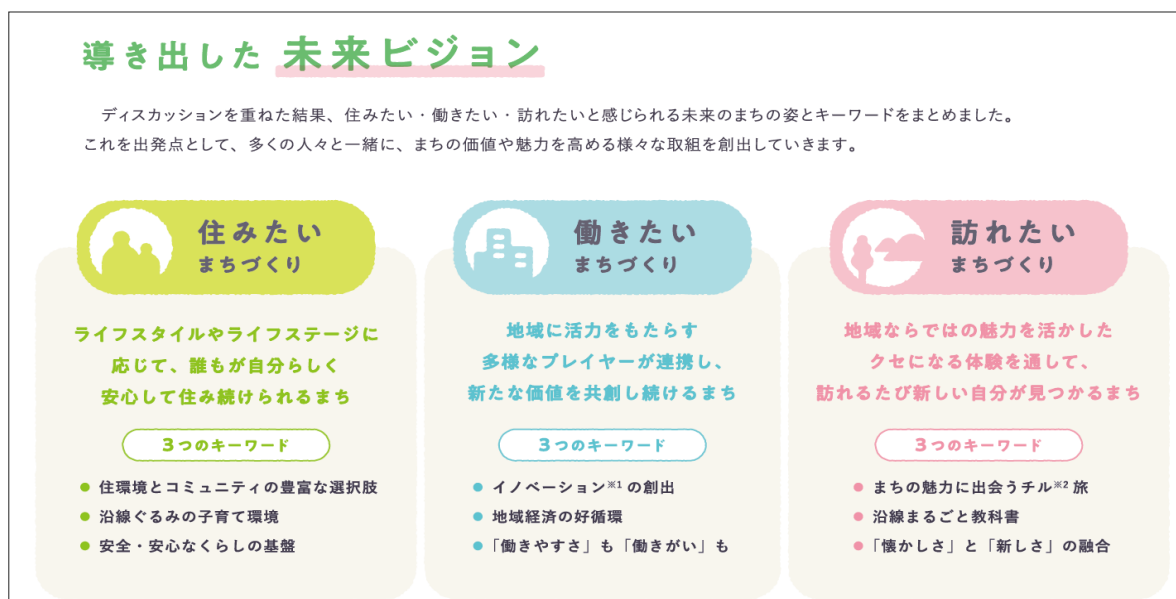 導き出した 未来ビジョン
ディスカッションを重ねた結果、住みたい・働きたい・訪れたいと感じられる未来のまちの姿とキーワードをまとめました。
これを出発点として、多くの人々と一緒に、まちの価値や魅力を高める様々な取組を創出していきます。
住みたい
まちづくり
ライフスタイルやライフステージに
応じて、誰もが自分らしく
安心して住み続けられるまち
3つのキーワード
● 住環境とコミュニティの豊富な選択肢
● 沿線ぐるみの子育て環境
● 安全・安心なくらしの基盤
働きたい
まちづくり
地域に活力をもたらす
多様なプレイヤーが連携し、
新たな価値を共創し続けるまち
3つのキーワード
● イノベーション※1の創出
● 地域経済の好循環
● 「働きやすさ」も「働きがい」も
訪れたい
まちづくり
地域ならではの魅力を活かした
クセになる体験を通して、
訪れるたび新しい自分が見つかるまち
3つのキーワード
● まちの魅力に出会うチル※2旅
● 沿線まるごと教科書
● 「懐かしさ」と「新しさ」の融合